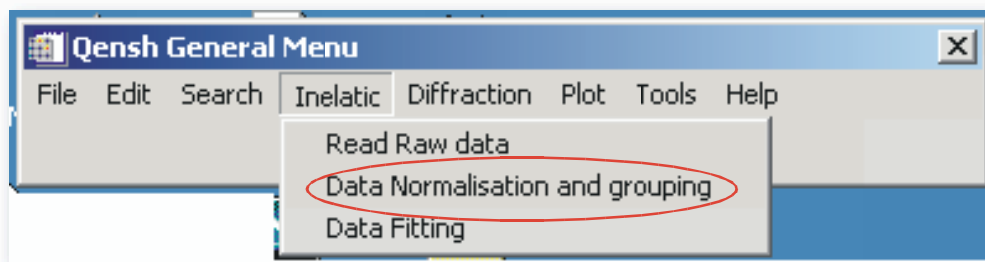 Qensh General Menu
File Edit Search Inelatic Diffraction Plot Tools Help
Read Raw data
Data Normalisation and grouping
Data Fitting